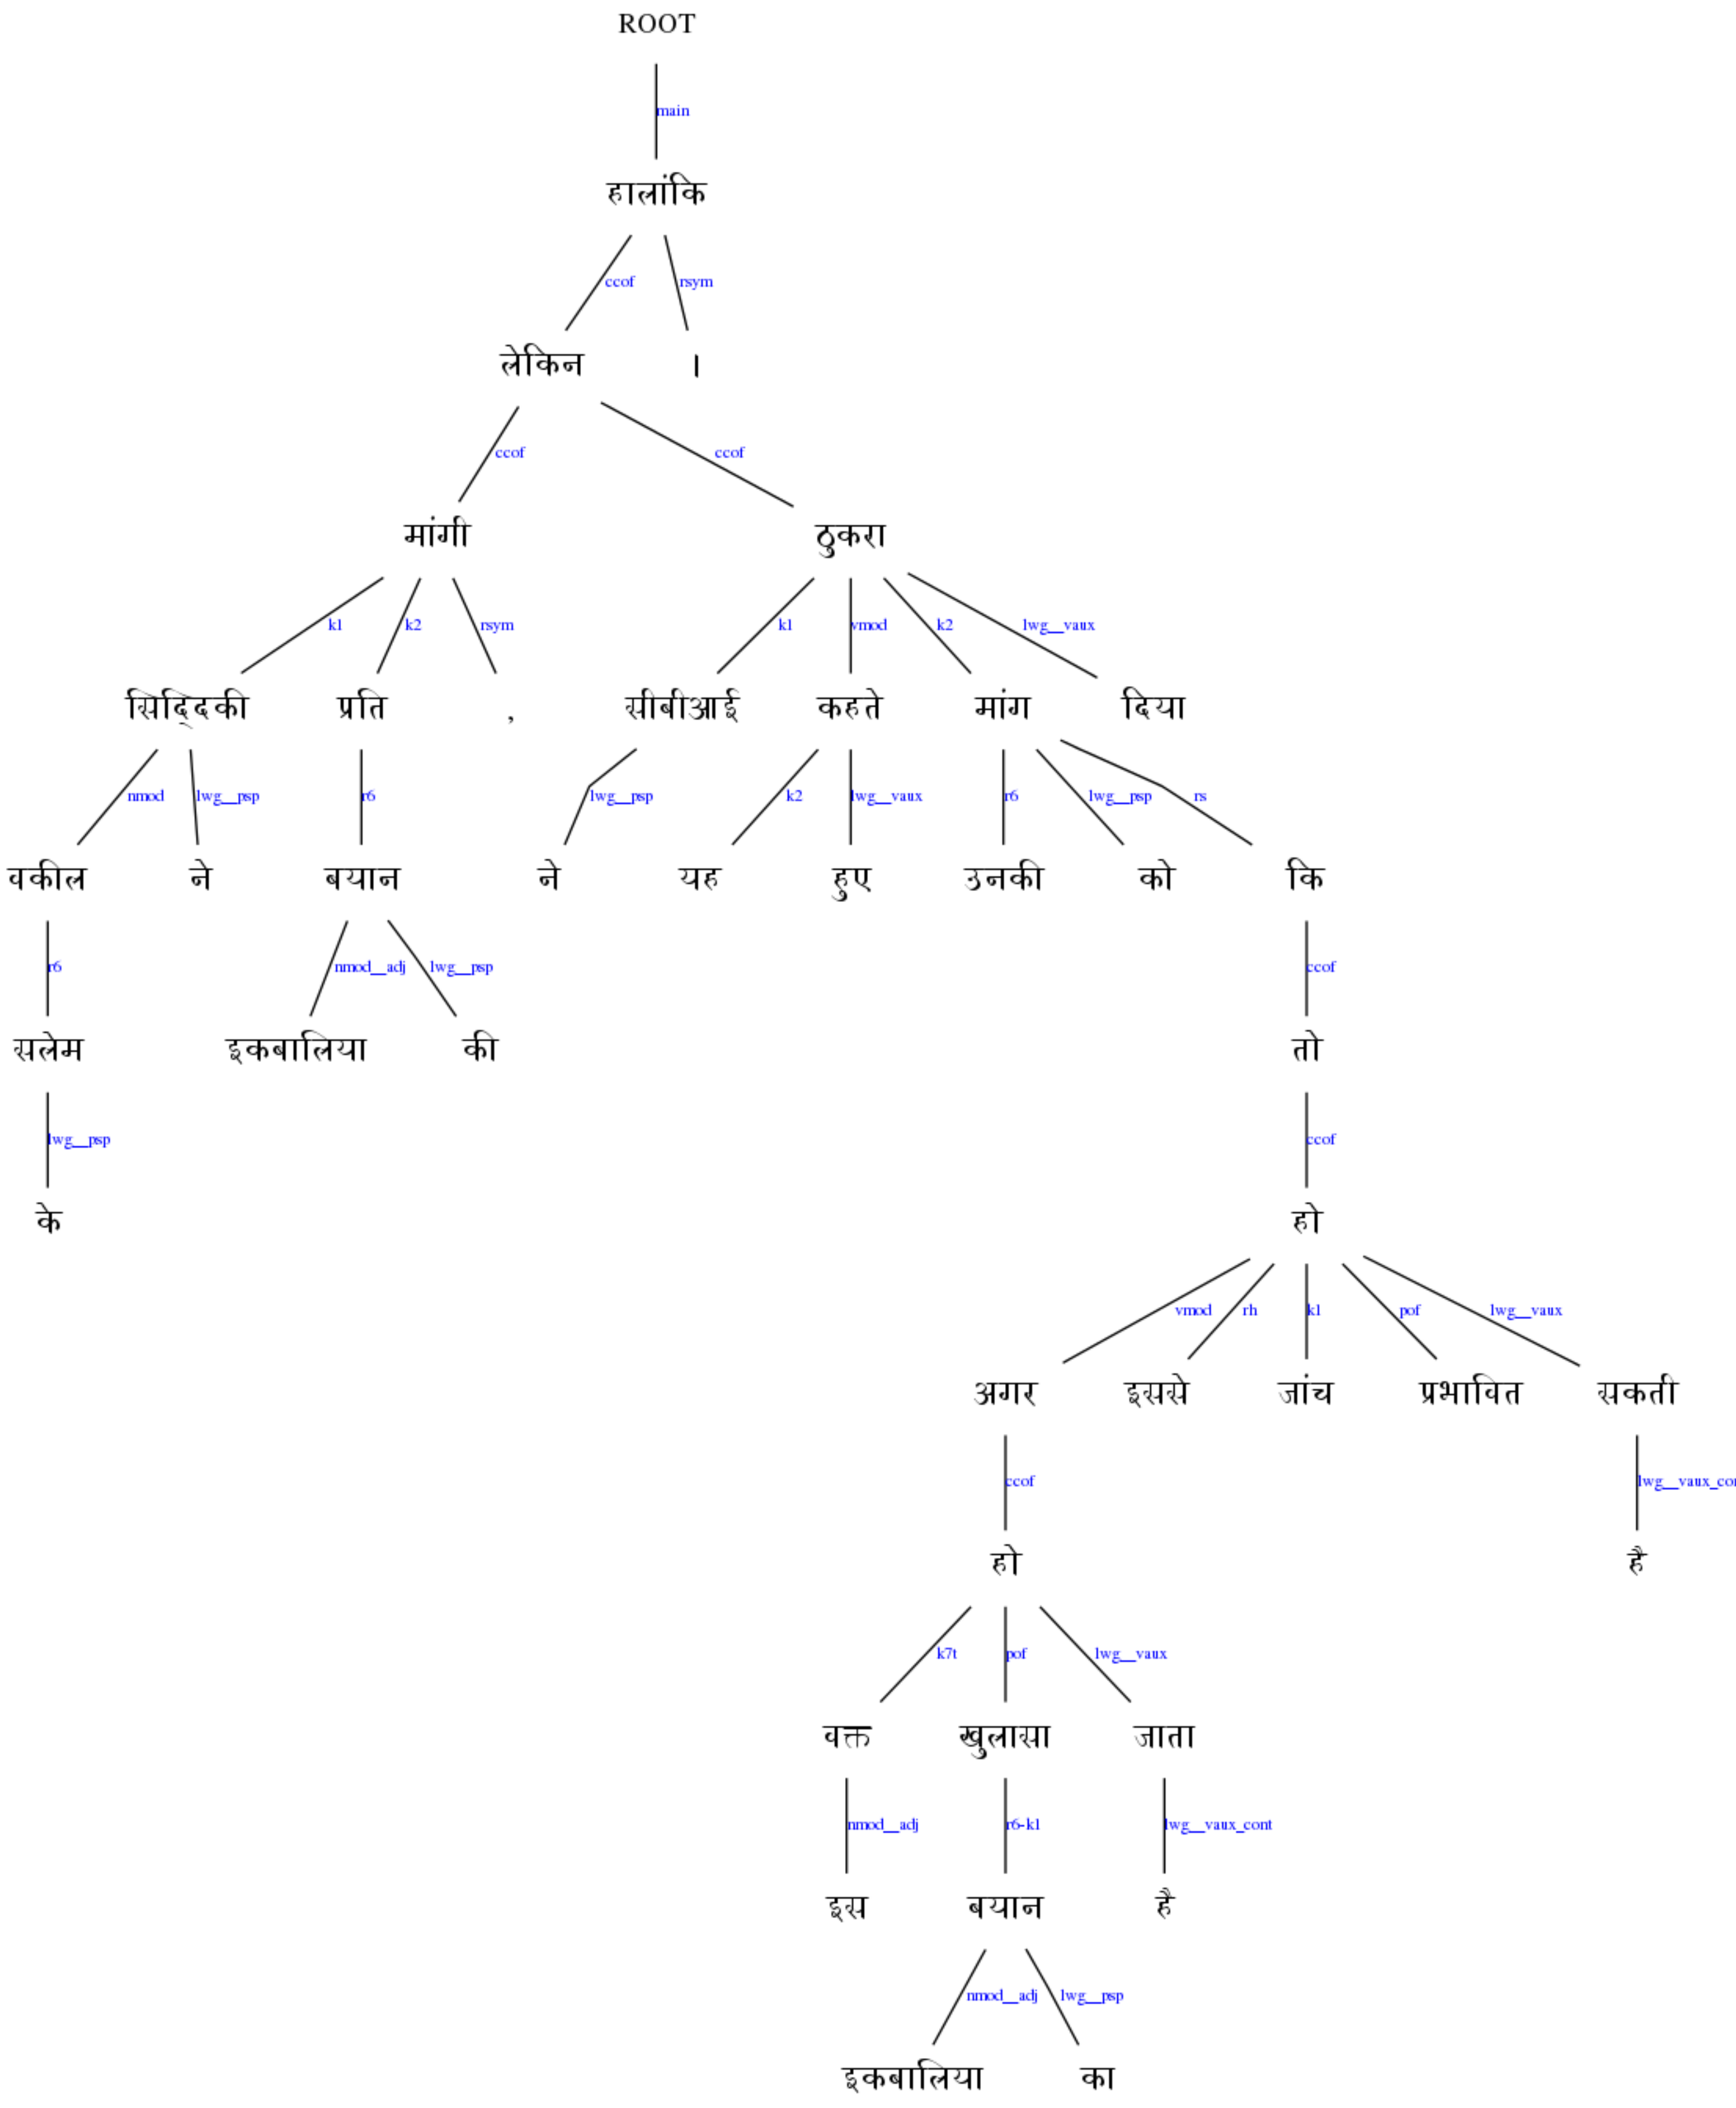 ROOT
main
हालांकि
ccof rsym
लेकिन ।
ccof ccof
मांगी ठुकरा
k1 k2 rsym k1 vmod k2 lwg__vaux
सिद्दिकी प्रति , सीबीआई कहते मांग दिया
nmod lwg__psp r6 lwg__psp k2 lwg__vaux r6 lwg__psp rs
वकील ने बयान ने यह हुए उनकी को कि
r6 nmod__adj lwg__psp ccof
सलेम इकबालिया की तो
lwg__psp ccof
के हो
vmod rh k1 pof lwg__vaux
अगर इससे जांच प्रभावित सकती
ccof lwg__vaux_co
हो है
k7t pof lwg__vaux
वक्त खुलासा जाता
nmod__adj r6-k1 lwg__vaux_cont
इस बयान है
nmod__adj lwg__psp
इकबालिया का